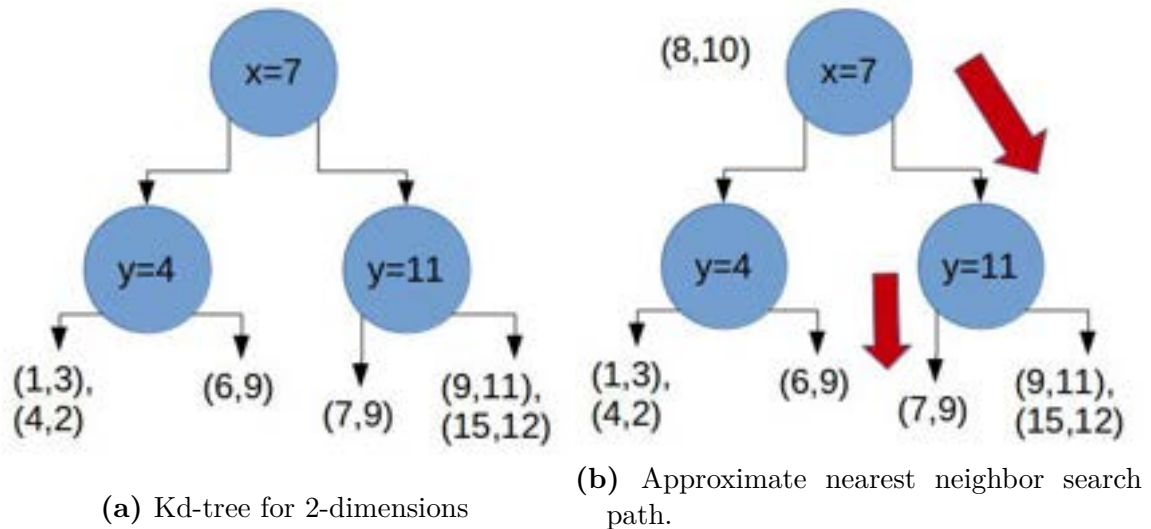 x=7
y=4
y=11
(1,3),
(4,2)
(6,9)
(7,9)
(9,11),
(15,12)
(a) Kd-tree for 2-dimensions
(8,10)
x=7
y=4
y=11
(1,3),
(4,2)
(6,9)
(7,9)
(9,11),
(15,12)
(b) Approximate nearest neighbor search
path.